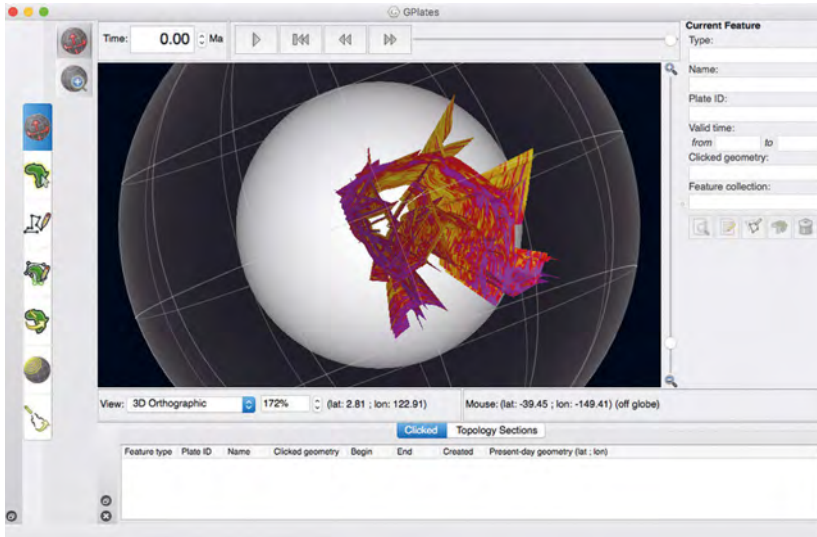 GPlates
Time: 0.00 Ma
Current Feature
Type:
Name:
Plate ID:
Valid time:
from to
Clicked geometry:
Feature collection:
View: 3D Orthographic 172% (lat: 2.81 ; lon: 122.91) Mouse: (lat: -39.45 ; lon: -149.41) (off globe)
Clicked Topology Sections
Feature type Plate ID Name Clicked geometry Begin End Created Present-day geometry (lat ; lon)